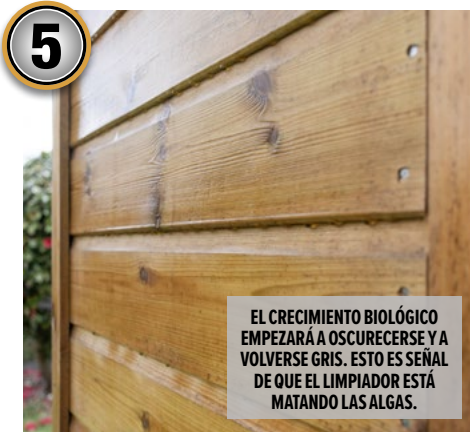 5
EL CRECIMIENTO BIOLÓGICO
EMPEZARÁ A OSCURECERSE Y A
VOLVERSE GRIS. ESTO ES SEÑAL
DE QUE EL LIMPIADOR ESTÁ
MATANDO LAS ALGAS.